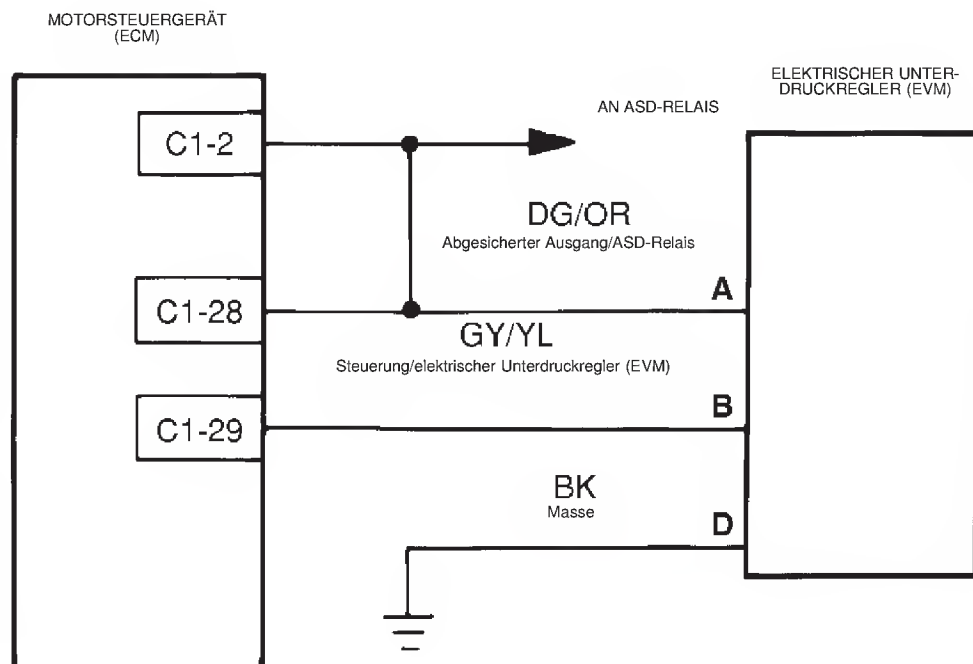 MOTORSTEUERGERÄT
(ECM)
ELEKTRISCHER UNTER-
DRUCKREGLER (EVM)
AN ASD-RELAIS
C1-2
DG/OR
Abgesicherter Ausgang/ASD-Relais
A
C1-28
GY/YL
Steuerung/elektrischer Unterdruckregler (EVM)
B
C1-29
BK
Masse
D